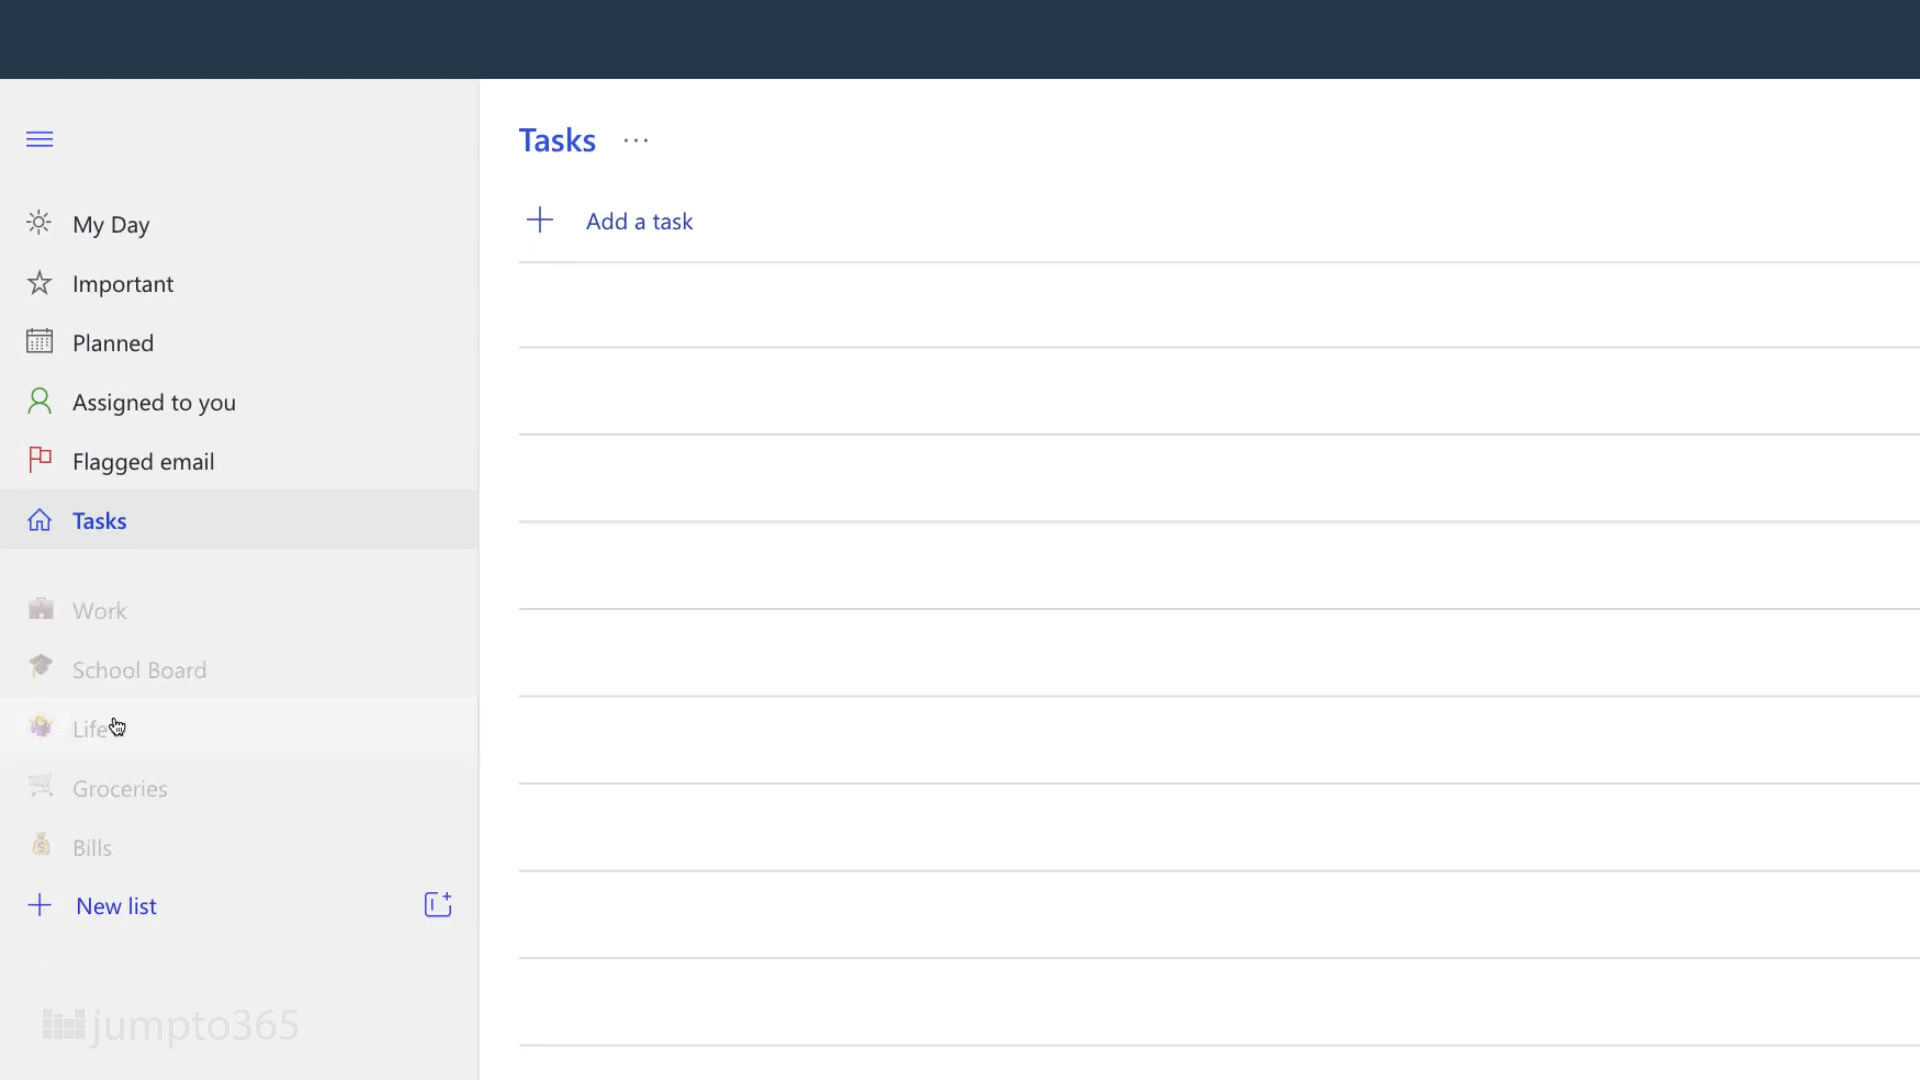 Tasks ...
Add a task
My Day
Important
Planned
Assigned to you
Flagged email
Tasks
Work
School Board
Life
Groceries
Bills
New list
jumpto365